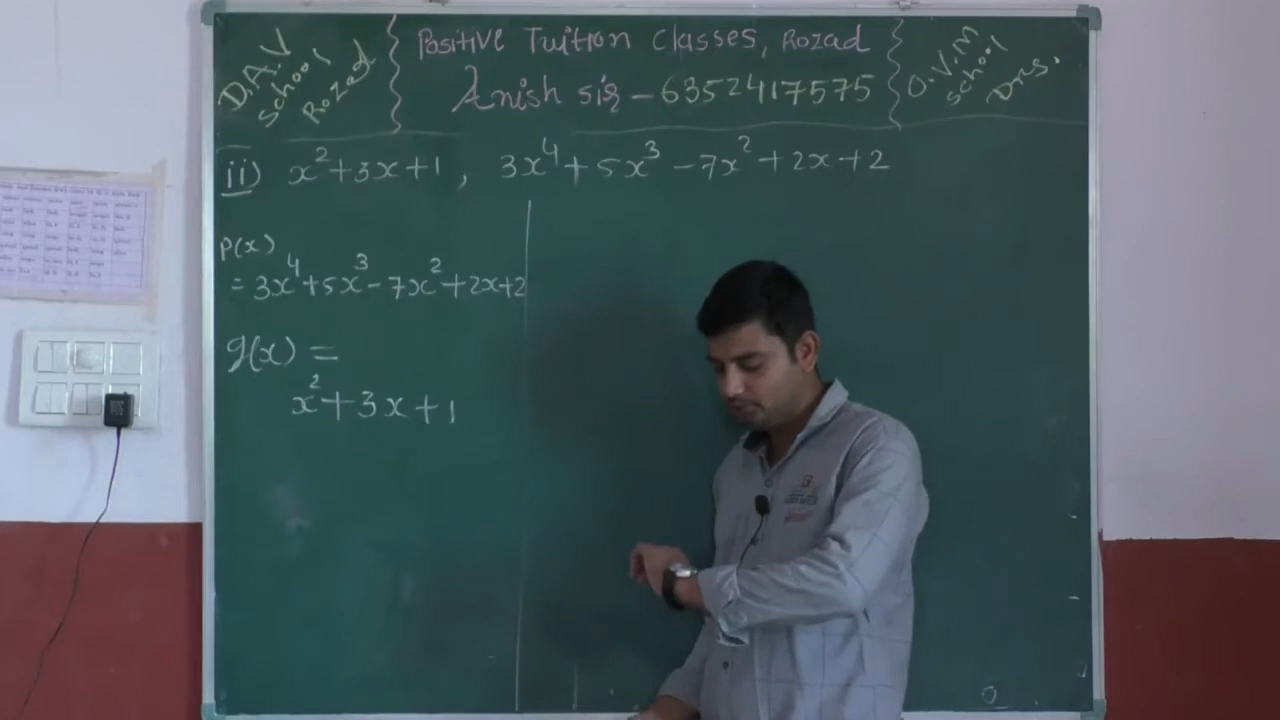 D.A.V
School
Rozad
Positive Tuition Classes, Rozad
Anish sir - 6352417575
O.V.M
School
Drs.
ii) x²+3x+1, 3x⁴+5x³-7x²+2x+2
P(x)
= 3x⁴+5x³-7x²+2x+2
g(x) =
x²+3x+1